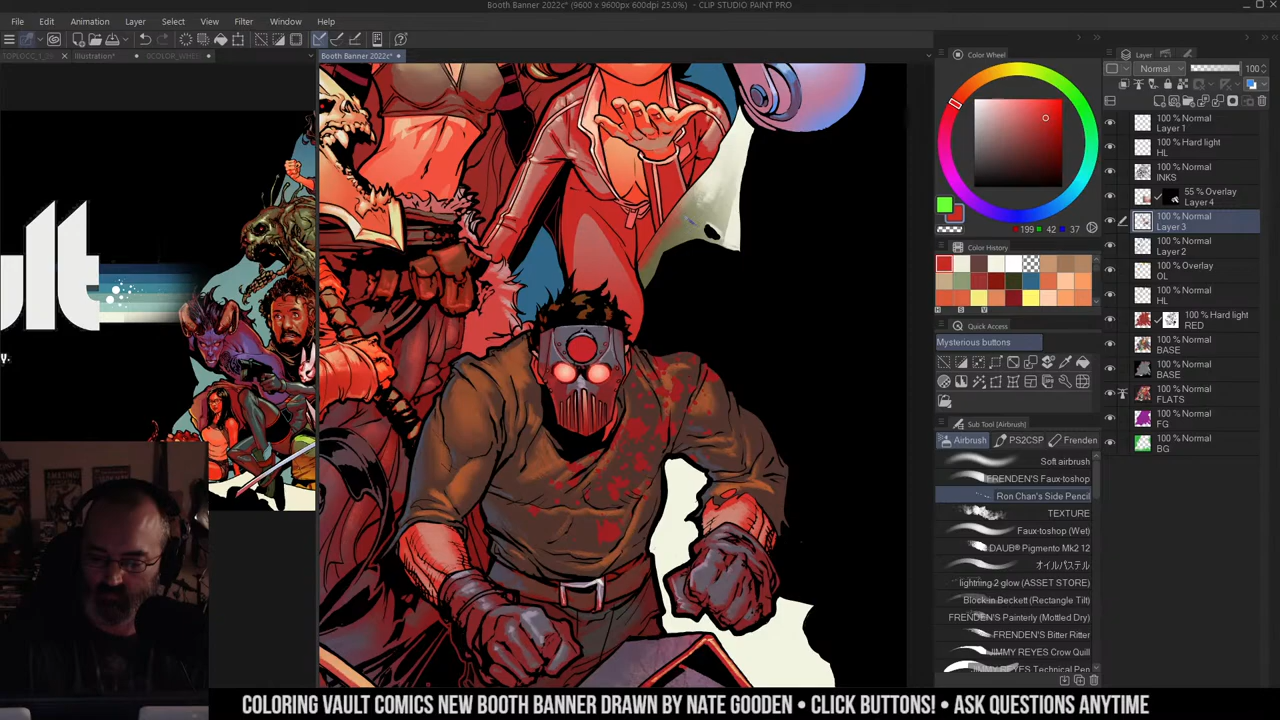 Booth Banner 2022c* (9600 x 9600px 600dpi 25.0%) - CLIP STUDIO PAINT PRO
File Edit Animation Layer Select View Filter Window Help
Illustration*
Booth Banner 2022c*
ult
y.
Color Wheel
199 42 37
Color History
H S V
Quick Access
Mysterious buttons
Sub Tool [Airbrush]
Airbrush PS2CSP Frenden
Soft airbrush
FRENDEN'S Faux-toshop
Ron Chan's Side Pencil
TEXTURE
Faux-toshop (Wet)
DAUB® Pigmento Mk2 12
オイルパステル
lightning 2 glow (ASSET STORE)
Block-in Beckett (Rectangle Tilt)
FRENDEN'S Painterly (Mottled Dry)
FRENDEN'S Bitter Ritter
JIMMY REYES Crow Quill
JIMMY REYES Technical Pen
Layer
Normal 100
100 % Normal
Layer 1
100 % Hard light
HL
100 % Normal
INKS
55 % Overlay
Layer 4
100 % Normal
Layer 3
100 % Normal
Layer 2
100 % Overlay
OL
100 % Normal
HL
100 % Hard light
RED
100 % Normal
BASE
100 % Normal
BASE
100 % Normal
FLATS
100 % Normal
FG
100 % Normal
BG
COLORING VAULT COMICS NEW BOOTH BANNER DRAWN BY NATE GOODEN • CLICK BUTTONS! • ASK QUESTIONS ANYTIME